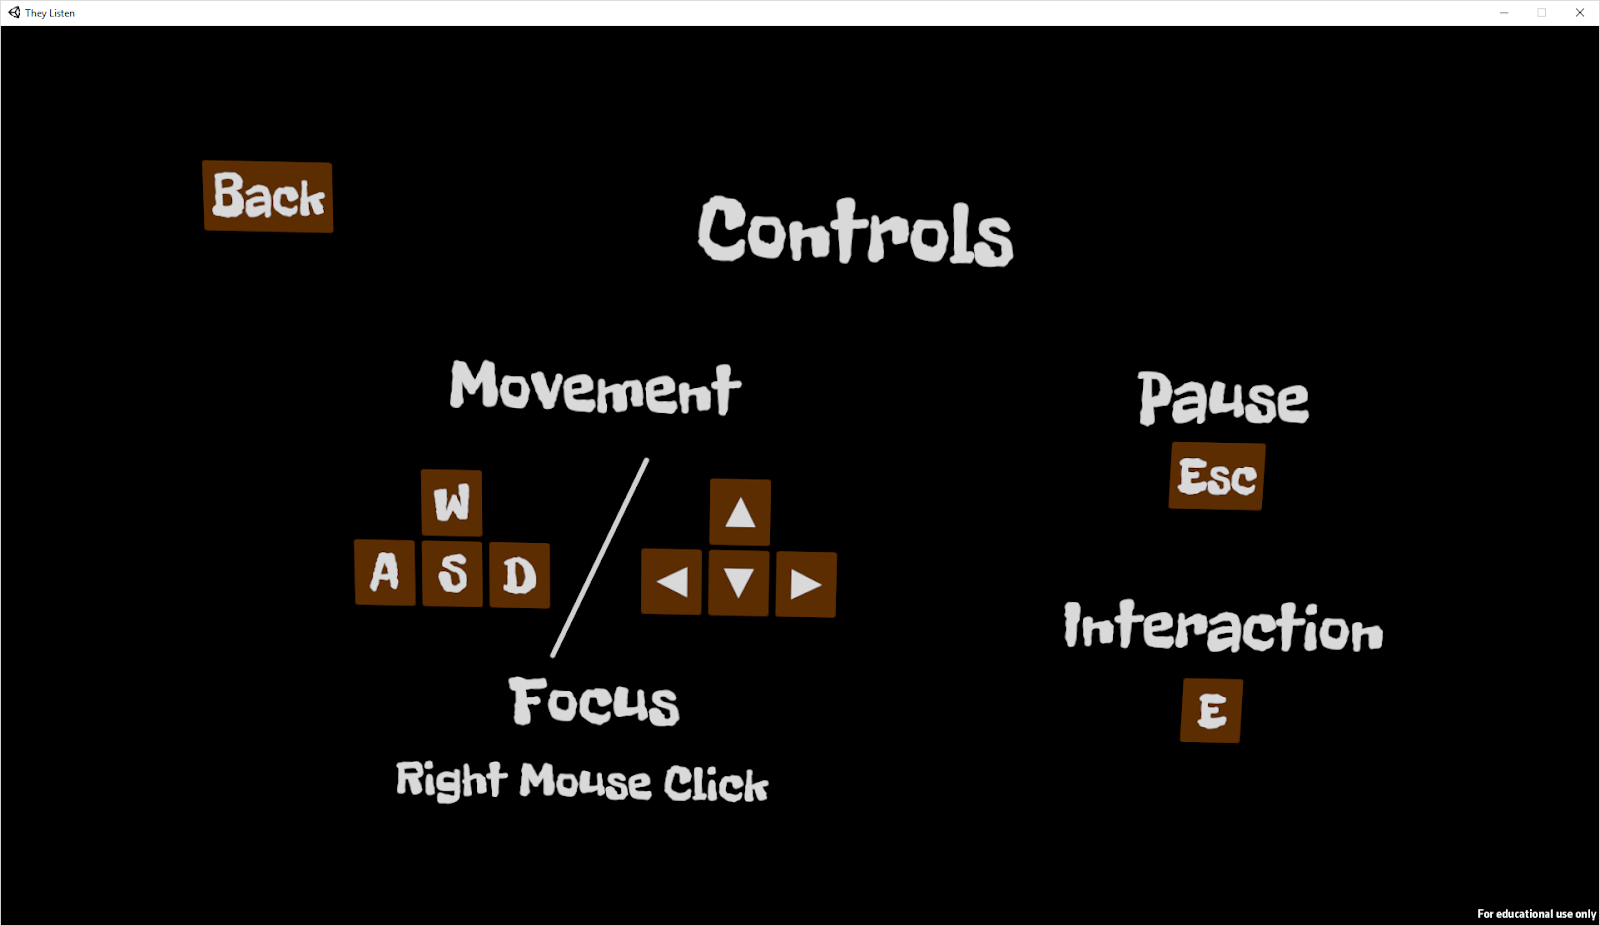 They Listen
Back
Controls
Movement
W
A S D
▲
◀ ▼ ▶
Focus
Right Mouse Click
Pause
Esc
Interaction
E
For educational use only